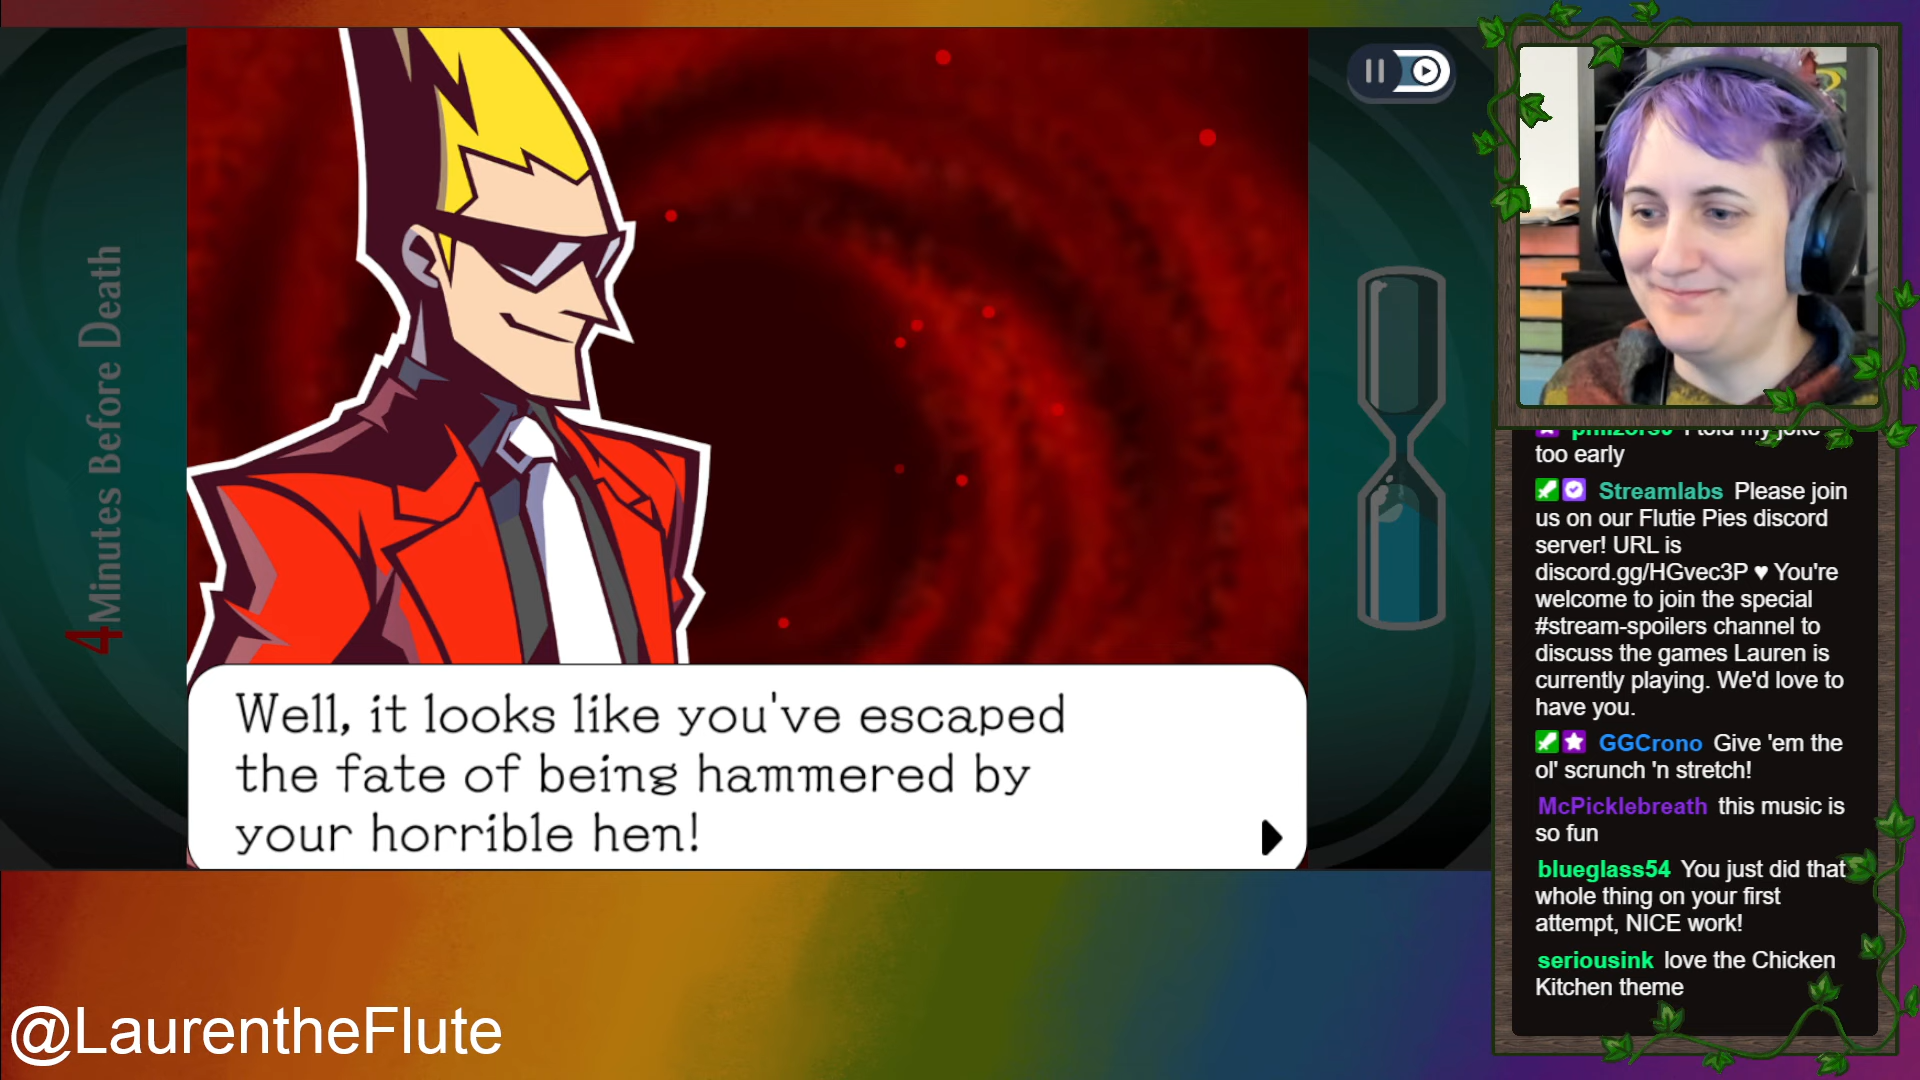 4 Minutes Before Death
Well, it looks like you've escaped
the fate of being hammered by
your horrible hen!
@LaurentheFlute
I told my joke
too early
Streamlabs Please join
us on our Flutie Pies discord
server! URL is
discord.gg/HGvec3P ♥ You're
welcome to join the special
#stream-spoilers channel to
discuss the games Lauren is
currently playing. We'd love to
have you.
GGCrono Give 'em the
ol' scrunch 'n stretch!
McPicklebreath this music is
so fun
blueglass54 You just did that
whole thing on your first
attempt, NICE work!
seriousink love the Chicken
Kitchen theme